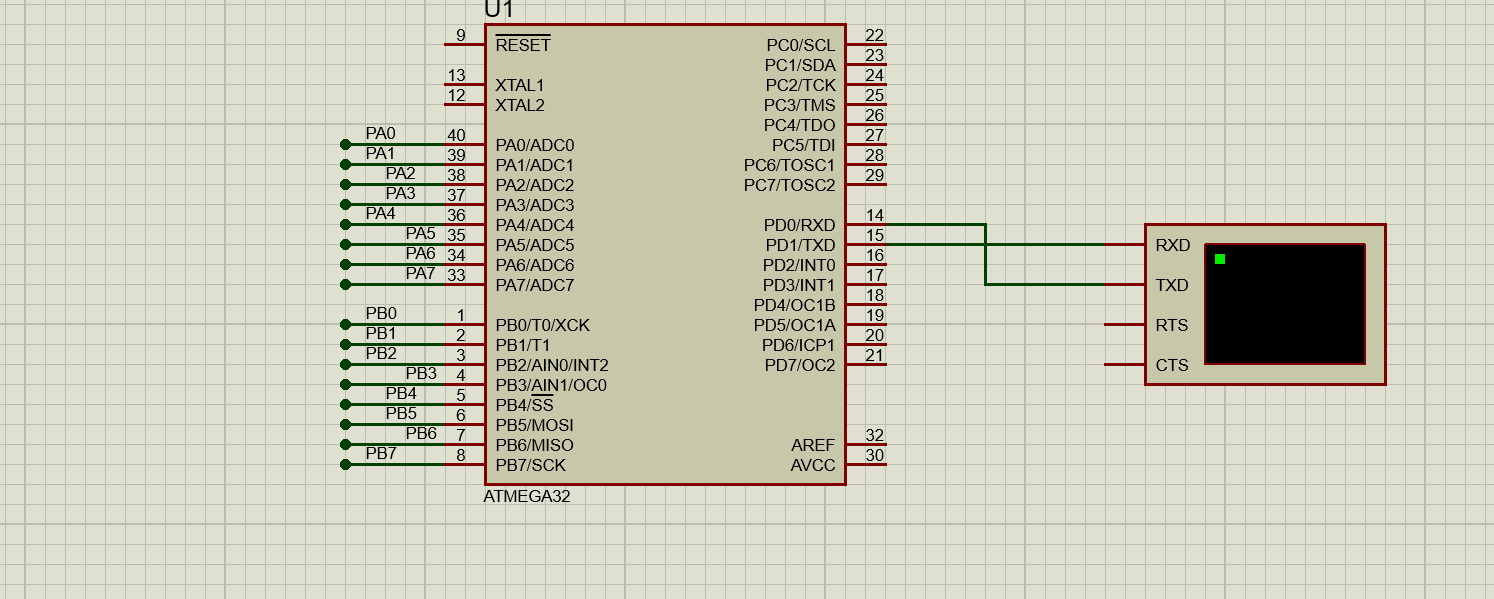 U1
9
RESET
13
XTAL1
12
XTAL2
PA0
40
PA0/ADC0
PA1
39
PA1/ADC1
PA2
38
PA2/ADC2
PA3
37
PA3/ADC3
PA4
36
PA4/ADC4
PA5
35
PA5/ADC5
PA6
34
PA6/ADC6
PA7
33
PA7/ADC7
PB0
1
PB0/T0/XCK
PB1
2
PB1/T1
PB2
3
PB2/AIN0/INT2
PB3
4
PB3/AIN1/OC0
PB4
5
PB4/SS
PB5
6
PB5/MOSI
PB6
7
PB6/MISO
PB7
8
PB7/SCK
PC0/SCL
22
PC1/SDA
23
PC2/TCK
24
PC3/TMS
25
PC4/TDO
26
PC5/TDI
27
PC6/TOSC1
28
PC7/TOSC2
29
PD0/RXD
14
PD1/TXD
15
PD2/INT0
16
PD3/INT1
17
PD4/OC1B
18
PD5/OC1A
19
PD6/ICP1
20
PD7/OC2
21
AREF
32
AVCC
30
ATMEGA32
RXD
TXD
RTS
CTS